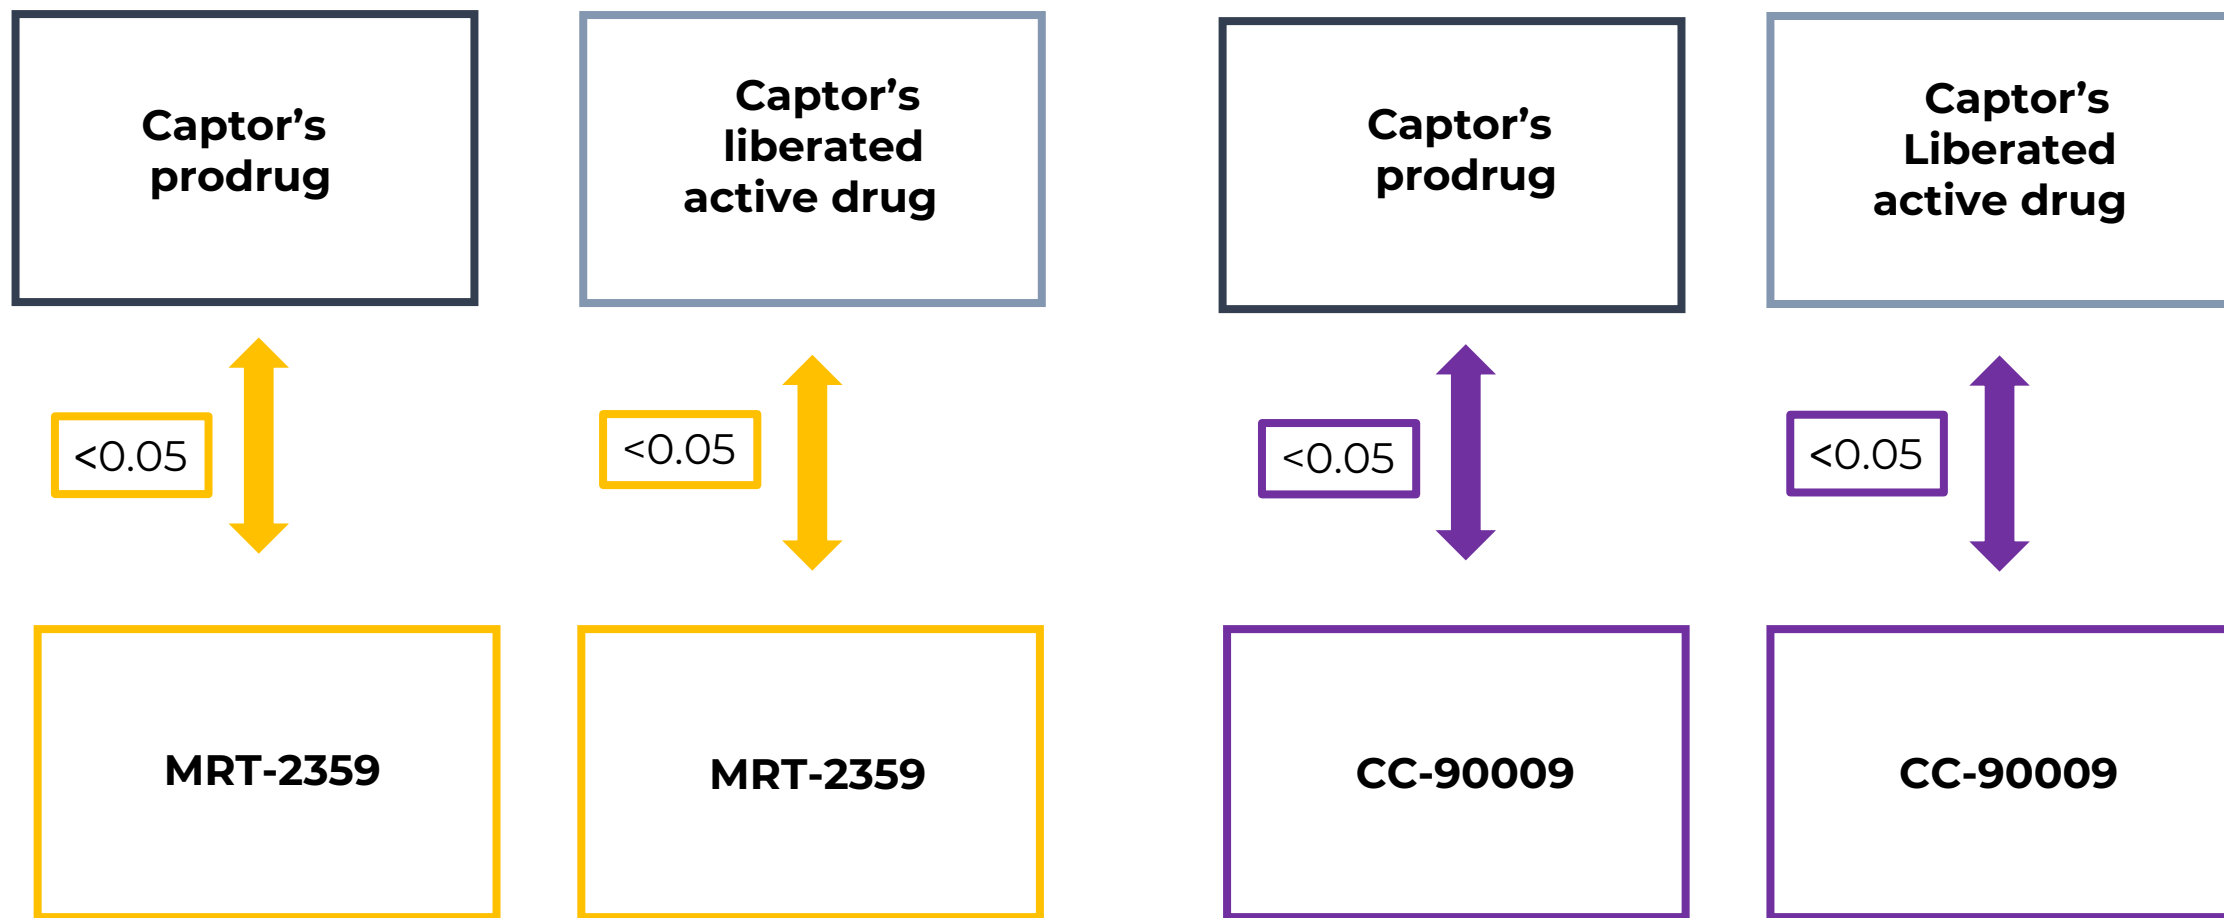 Captor’s
prodrug
Captor’s
liberated
active drug
Captor’s
prodrug
Captor’s
Liberated
active drug
<0.05
<0.05
<0.05
<0.05
MRT-2359
MRT-2359
CC-90009
CC-90009